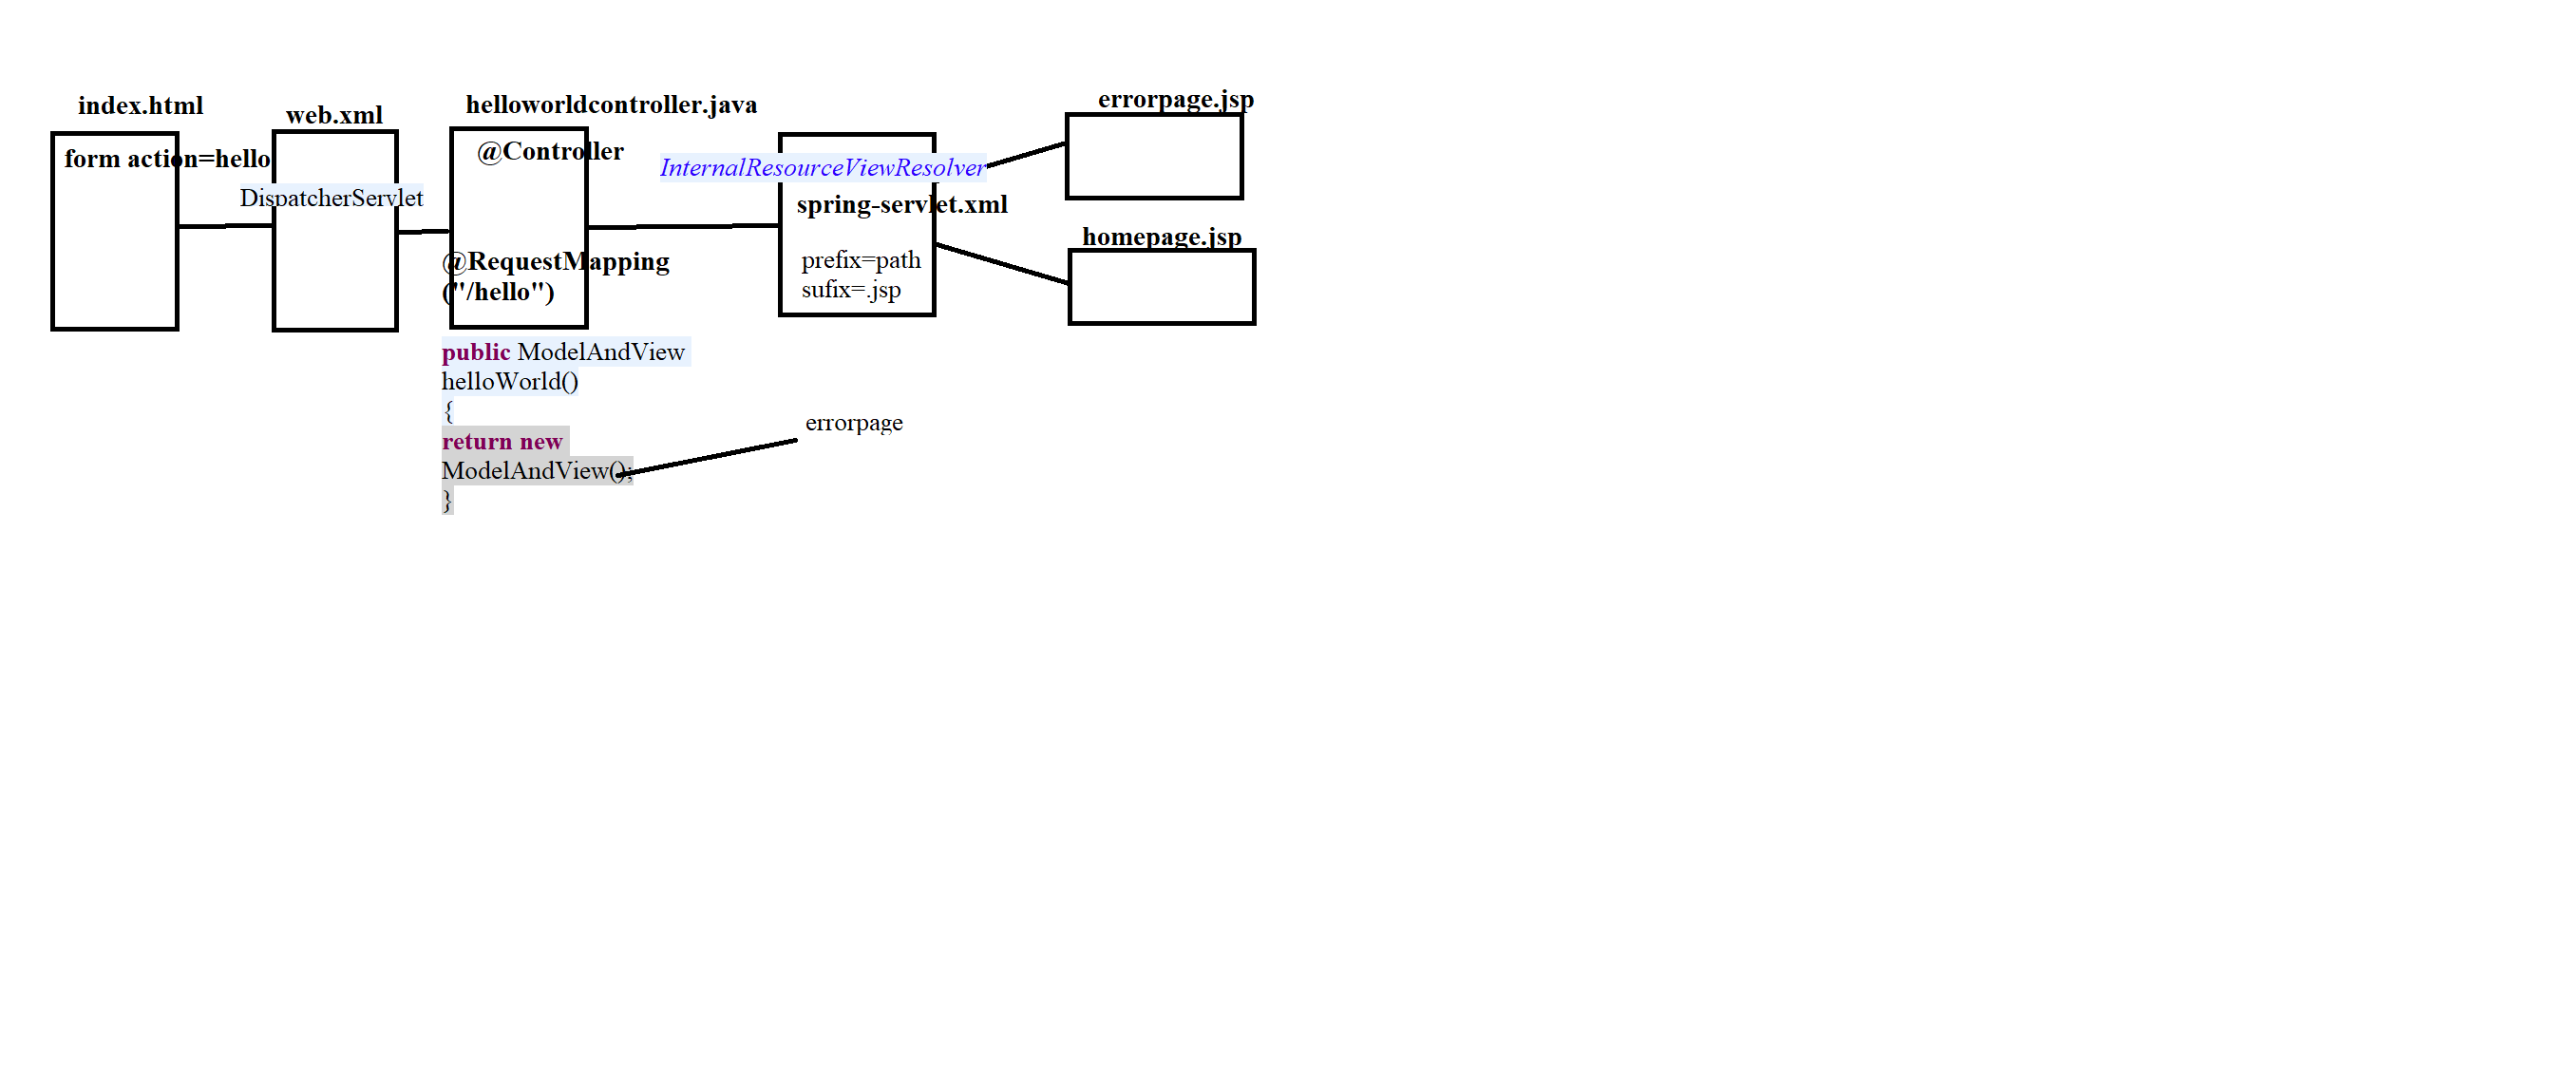 index.html
form action=hello
web.xml
DispatcherServlet
helloworldcontroller.java
@Controller
@RequestMapping
("/hello")
public ModelAndView
helloWorld()
{
return new
ModelAndView();
}
errorpage
InternalResourceViewResolver
spring-servlet.xml
prefix=path
sufix=.jsp
errorpage.jsp
homepage.jsp